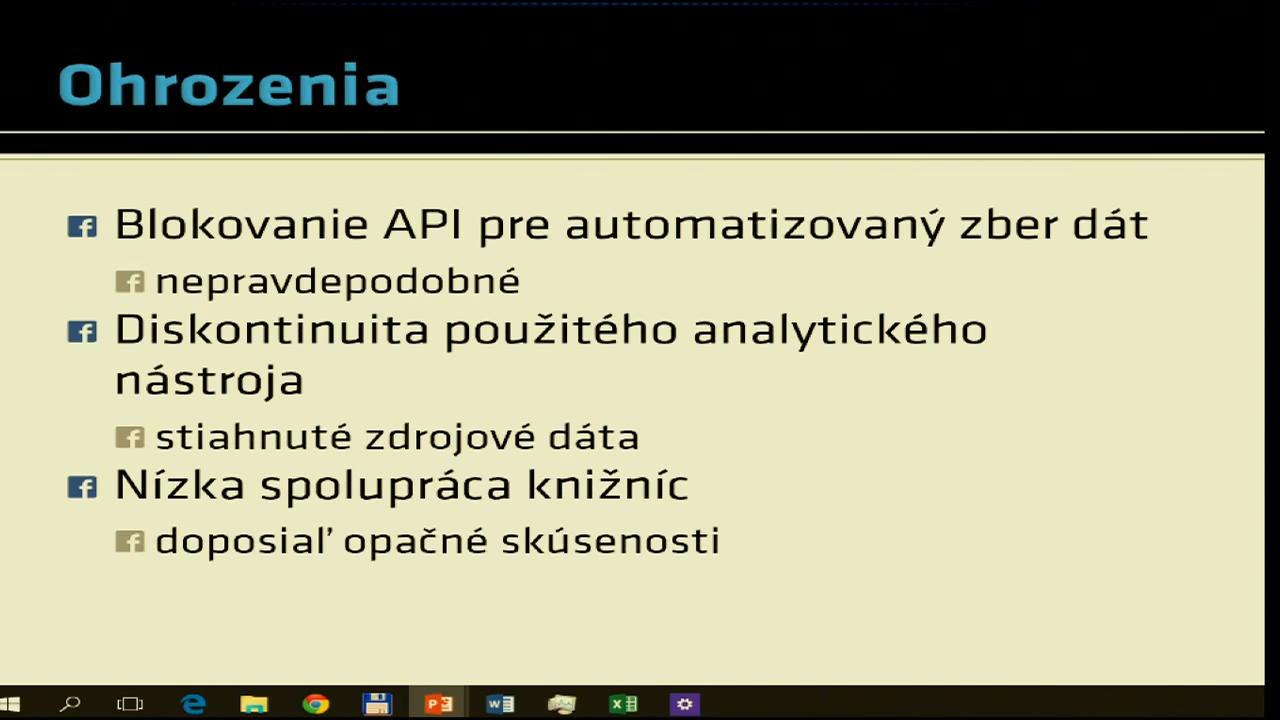 Ohrozenia
Blokovanie API pre automatizovaný zber dát
nepravdepodobné
Diskontinuita použitého analytického
nástroja
stiahnuté zdrojové dáta
Nízka spolupráca knižníc
doposiaľ opačné skúsenosti